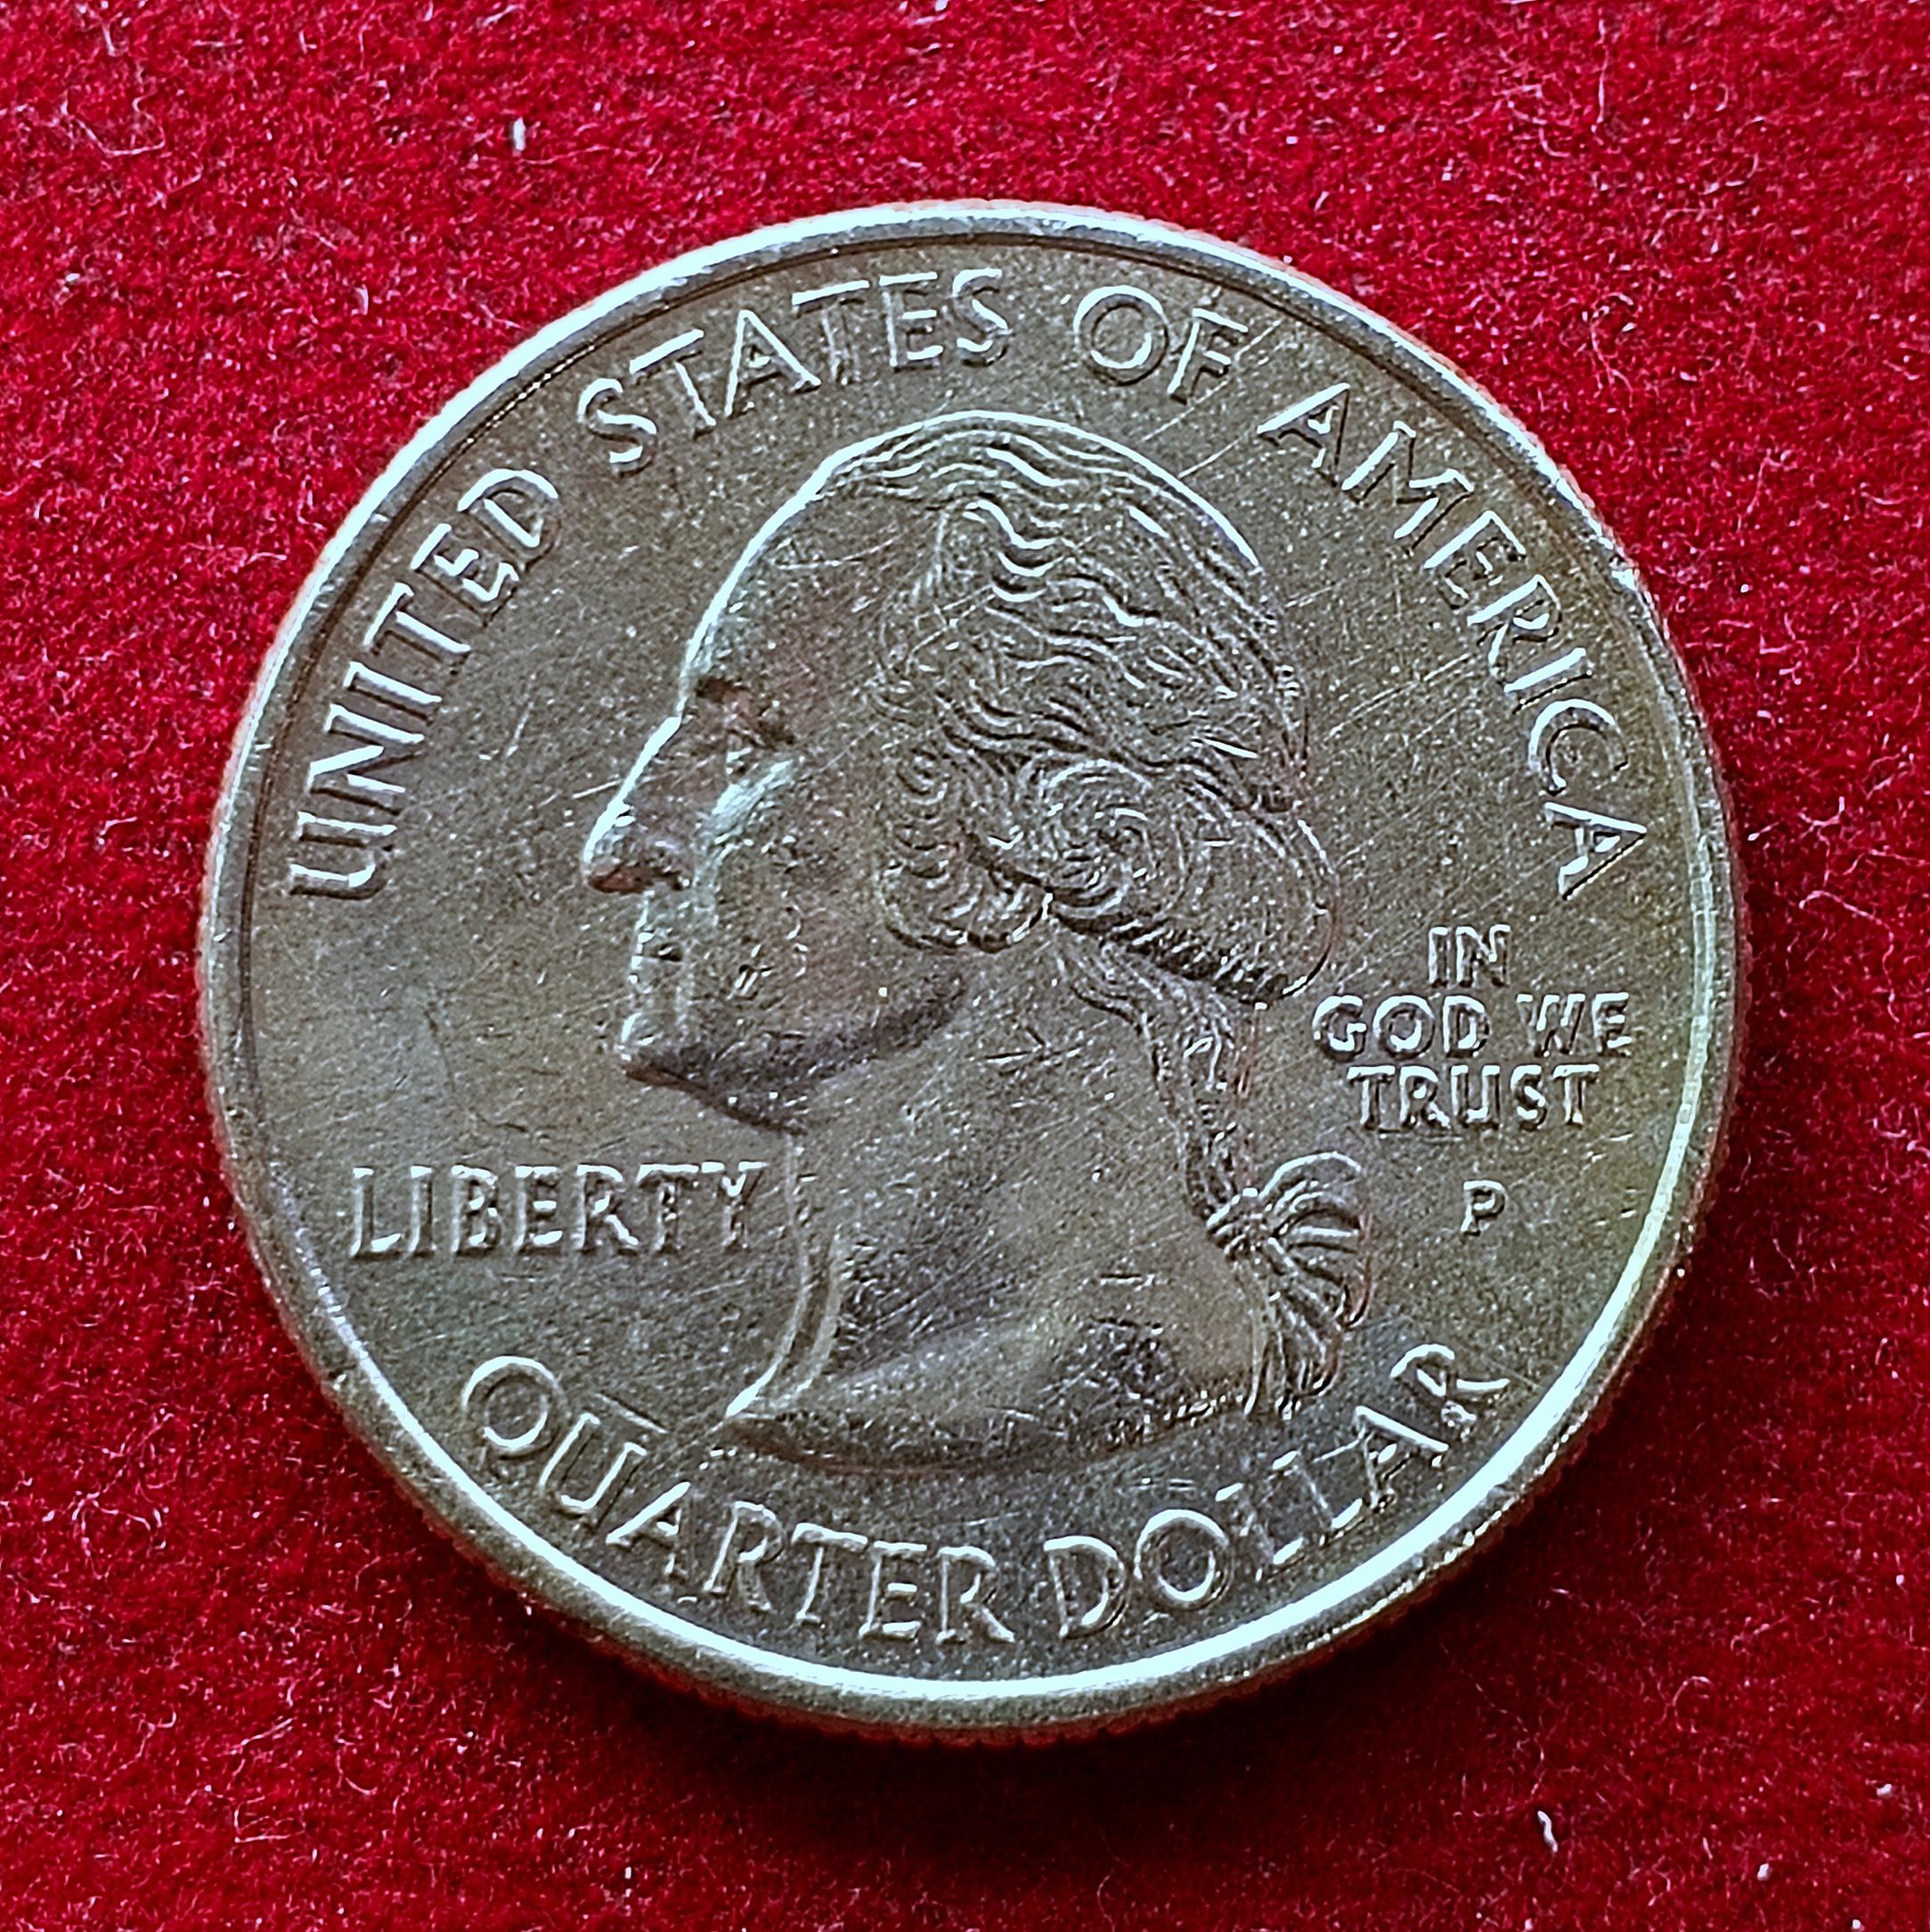 UNITED STATES OF AMERICA
LIBERTY
IN
GOD WE
TRUST
P
QUARTER DOLLAR